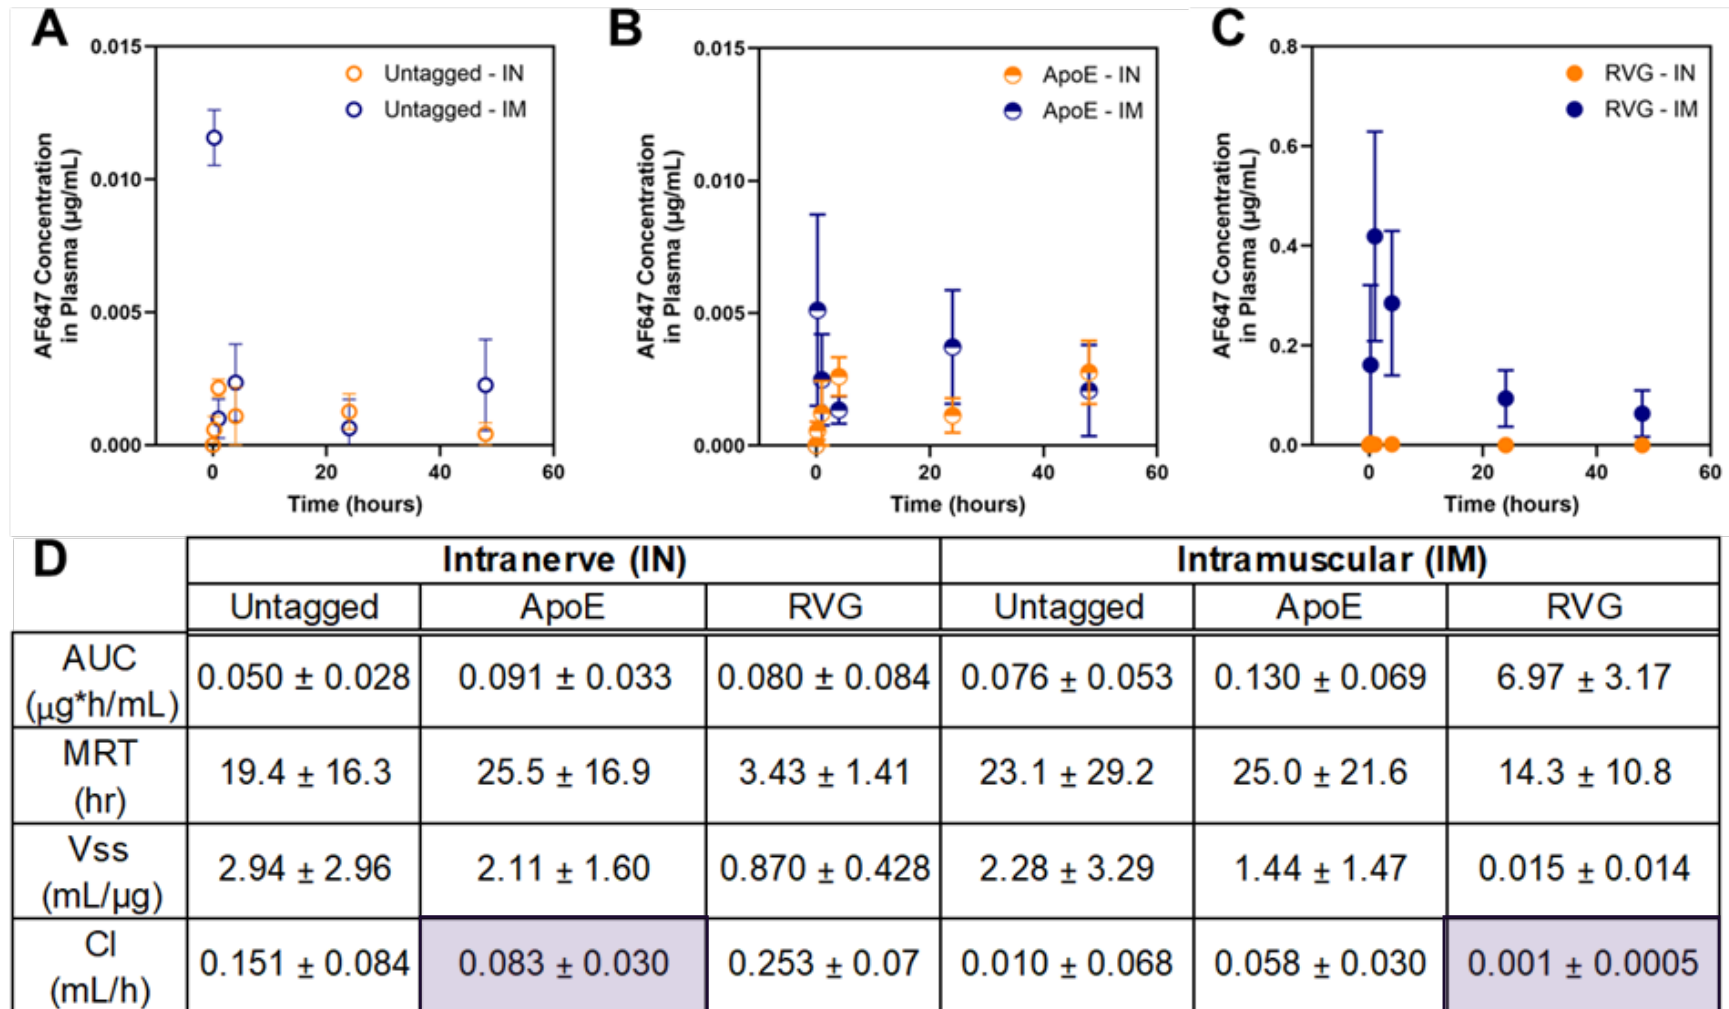 A
0.015
0.010
0.005
0.000
AF647 Concentration
in Plasma (µg/mL)
Untagged - IN
Untagged - IM
0 20 40 60
Time (hours)
B
0.015
0.010
0.005
0.000
AF647 Concentration
in Plasma (µg/mL)
ApoE - IN
ApoE - IM
0 20 40 60
Time (hours)
C
0.8
0.6
0.4
0.2
0.0
AF647 Concentration
in Plasma (µg/mL)
RVG - IN
RVG - IM
0 20 40 60
Time (hours)
D
Intranerve (IN) Intramuscular (IM)
Untagged ApoE RVG Untagged ApoE RVG
AUC
(µg*h/mL)
0.050 ± 0.028 0.091 ± 0.033 0.080 ± 0.084 0.076 ± 0.053 0.130 ± 0.069 6.97 ± 3.17
MRT
(hr)
19.4 ± 16.3 25.5 ± 16.9 3.43 ± 1.41 23.1 ± 29.2 25.0 ± 21.6 14.3 ± 10.8
Vss
(mL/µg)
2.94 ± 2.96 2.11 ± 1.60 0.870 ± 0.428 2.28 ± 3.29 1.44 ± 1.47 0.015 ± 0.014
Cl
(mL/h)
0.151 ± 0.084 0.083 ± 0.030 0.253 ± 0.07 0.010 ± 0.068 0.058 ± 0.030 0.001 ± 0.0005